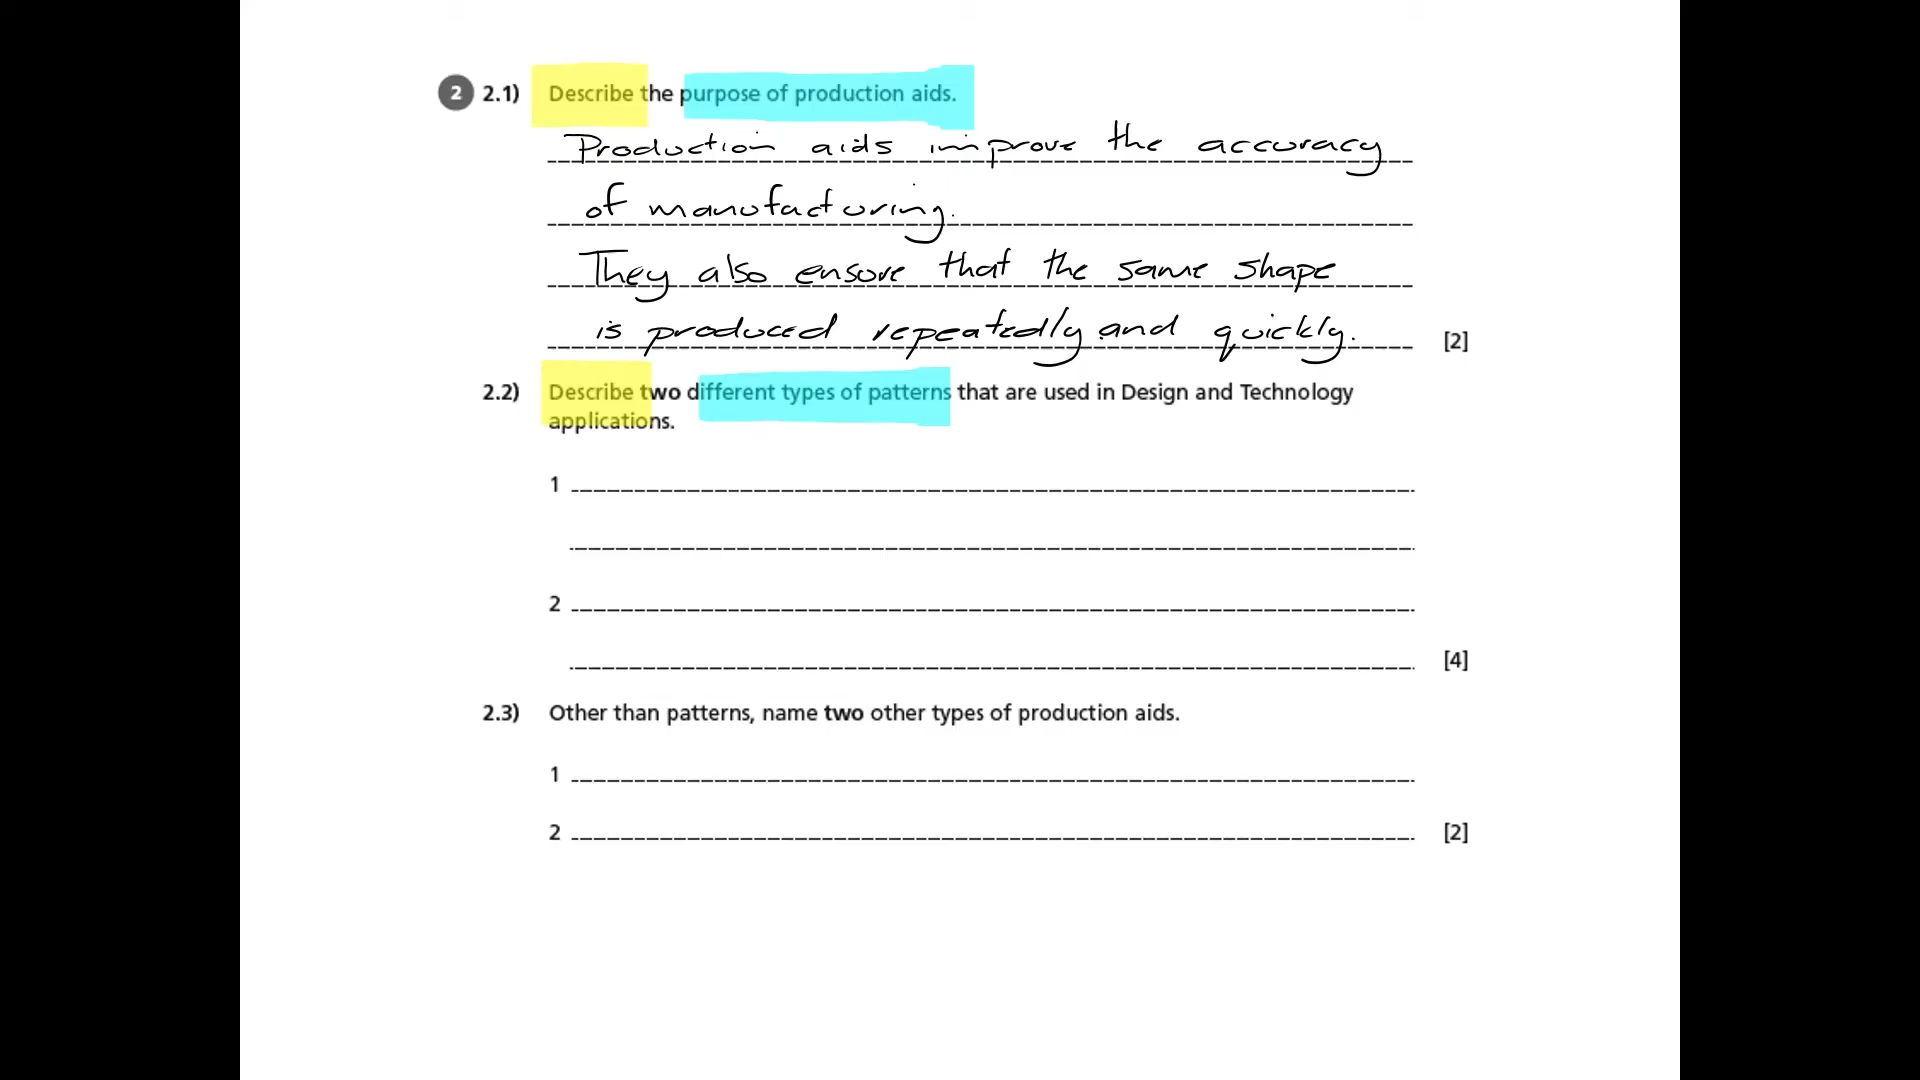 2 2.1) Describe the purpose of production aids.
Production aids improve the accuracy
of manufacturing.
They also ensure that the same shape
is produced repeatedly and quickly. [2]
2.2) Describe two different types of patterns that are used in Design and Technology
applications.
1
2
[4]
2.3) Other than patterns, name two other types of production aids.
1
2 [2]